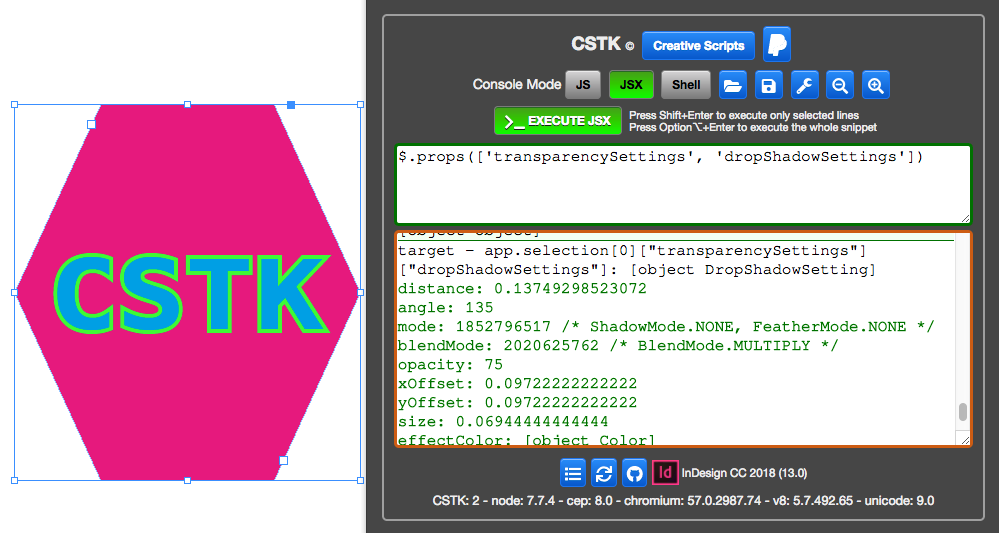 CSTK
CSTK © Creative Scripts
Console Mode JS JSX Shell
>_ EXECUTE JSX
Press Shift+Enter to execute only selected lines
Press Option⌥+Enter to execute the whole snippet
$.props(['transparencySettings', 'dropShadowSettings'])
[object Object]
target - app.selection[0]["transparencySettings"]
["dropShadowSettings"]: [object DropShadowSetting]
distance: 0.13749298523072
angle: 135
mode: 1852796517 /* ShadowMode.NONE, FeatherMode.NONE */
blendMode: 2020625762 /* BlendMode.MULTIPLY */
opacity: 75
xOffset: 0.09722222222222
yOffset: 0.09722222222222
size: 0.06944444444444
effectColor: [object Color]
Id InDesign CC 2018 (13.0)
CSTK: 2 - node: 7.7.4 - cep: 8.0 - chromium: 57.0.2987.74 - v8: 5.7.492.65 - unicode: 9.0